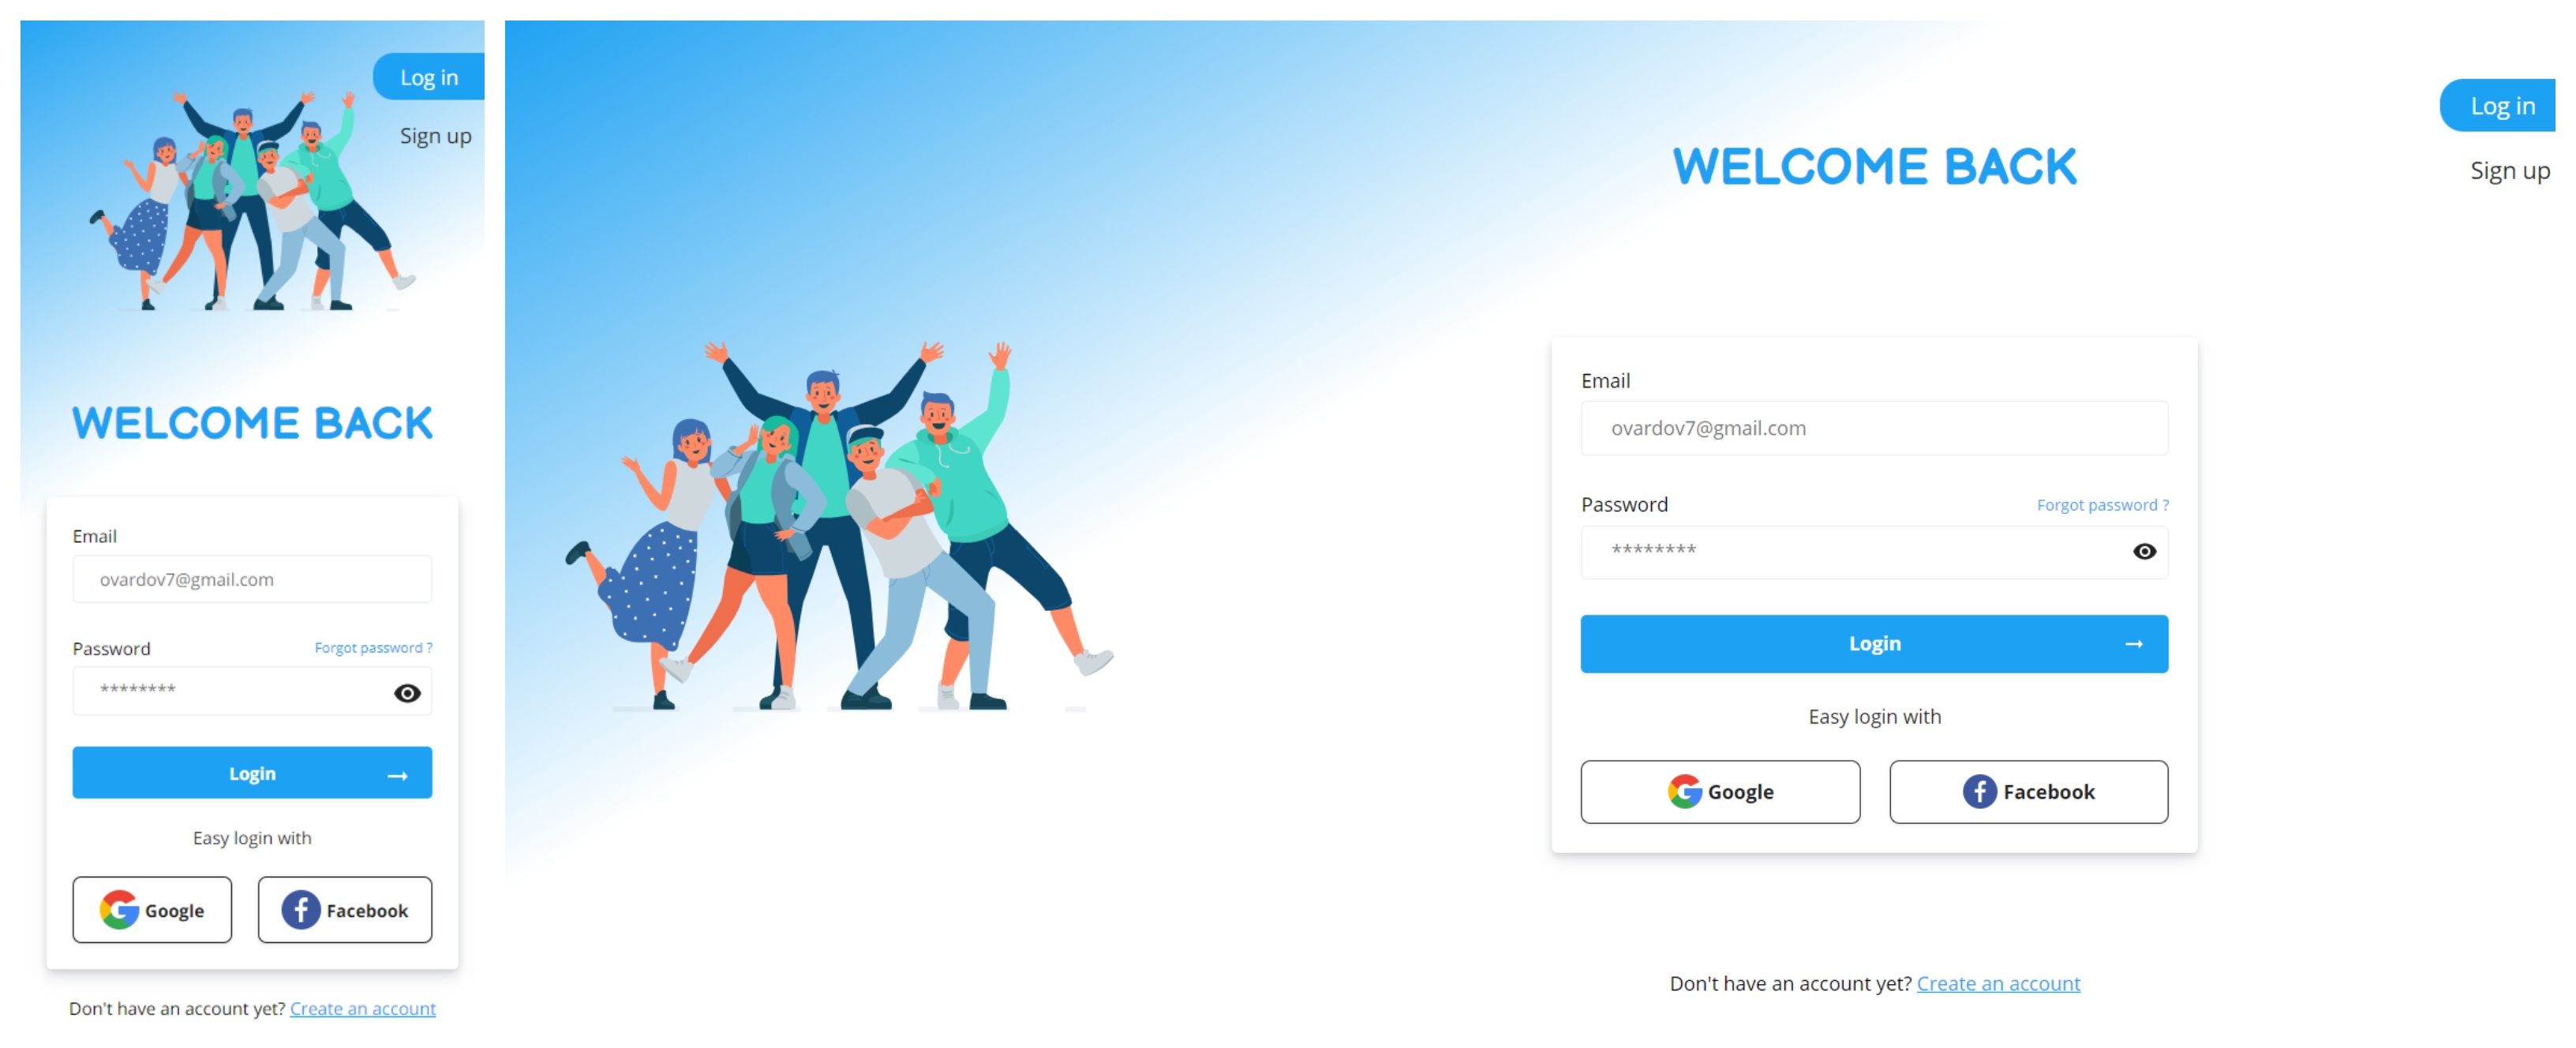 Log in
Sign up
WELCOME BACK
Email
ovardov7@gmail.com
Password Forgot password ?
********
Login
Easy login with
Google Facebook
Don't have an account yet? Create an account
Log in
Sign up
WELCOME BACK
Email
ovardov7@gmail.com
Password Forgot password ?
********
Login
Easy login with
Google Facebook
Don't have an account yet? Create an account